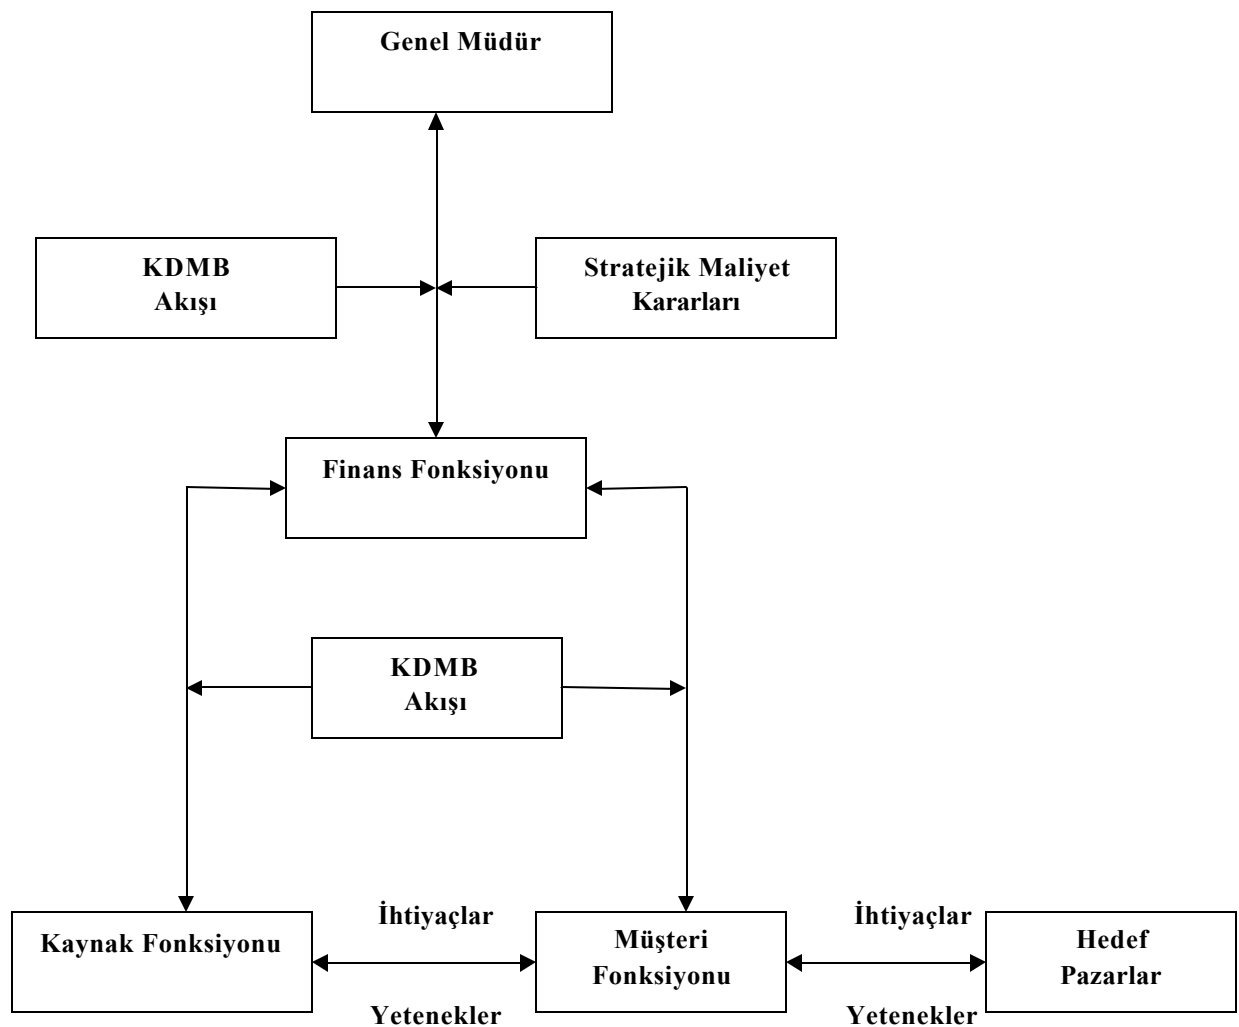 Genel Müdür
KDMB
Akışı
Stratejik Maliyet
Kararları
Finans Fonksiyonu
KDMB
Akışı
Kaynak Fonksiyonu
İhtiyaçlar
Yetenekler
Müşteri
Fonksiyonu
İhtiyaçlar
Yetenekler
Hedef
Pazarlar